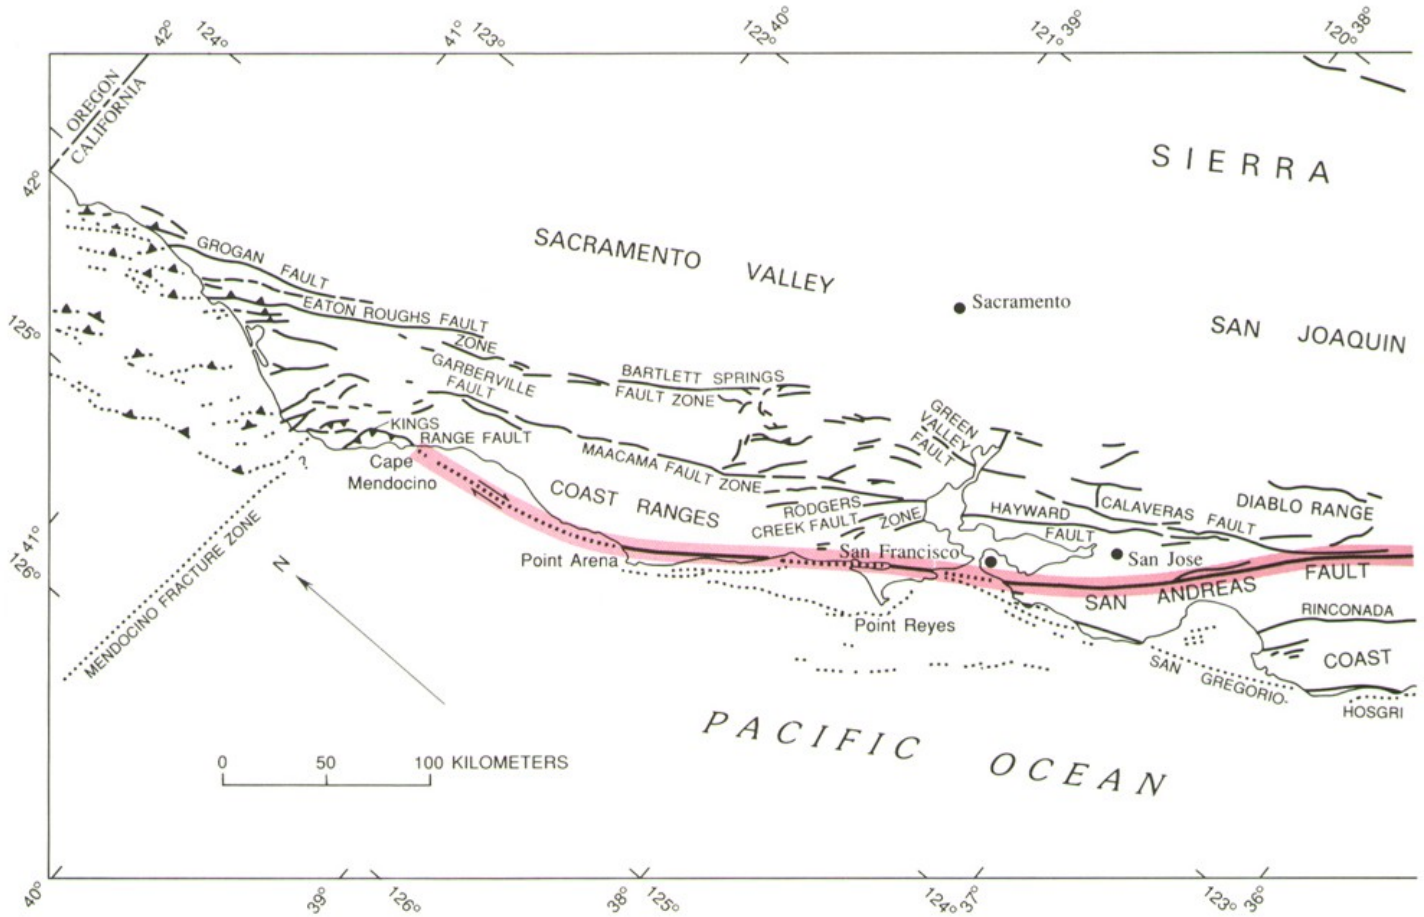 42° 124° 41° 123° 122° 40° 121° 39° 120° 38°
OREGON
CALIFORNIA
42°
SIERRA
GROGAN FAULT
SACRAMENTO VALLEY
Sacramento
SAN JOAQUIN
125°
EATON ROUGHS FAULT
ZONE
GARBERVILLE
FAULT
BARTLETT SPRINGS
FAULT ZONE
GREEN
VALLEY
FAULT
KINGS
RANGE FAULT
Cape
Mendocino
MAACAMA FAULT ZONE
COAST RANGES
RODGERS
CREEK FAULT ZONE
HAYWARD
FAULT
CALAVERAS FAULT
DIABLO RANGE
?
MENDOCINO FRACTURE ZONE
41°
126°
N
Point Arena
San Francisco
San Jose
SAN ANDREAS FAULT
Point Reyes
RINCONADA
COAST
SAN GREGORIO-
HOSGRI
PACIFIC OCEAN
0 50 100 KILOMETERS
40° 39° 126° 38° 125° 124° 37° 123° 36°